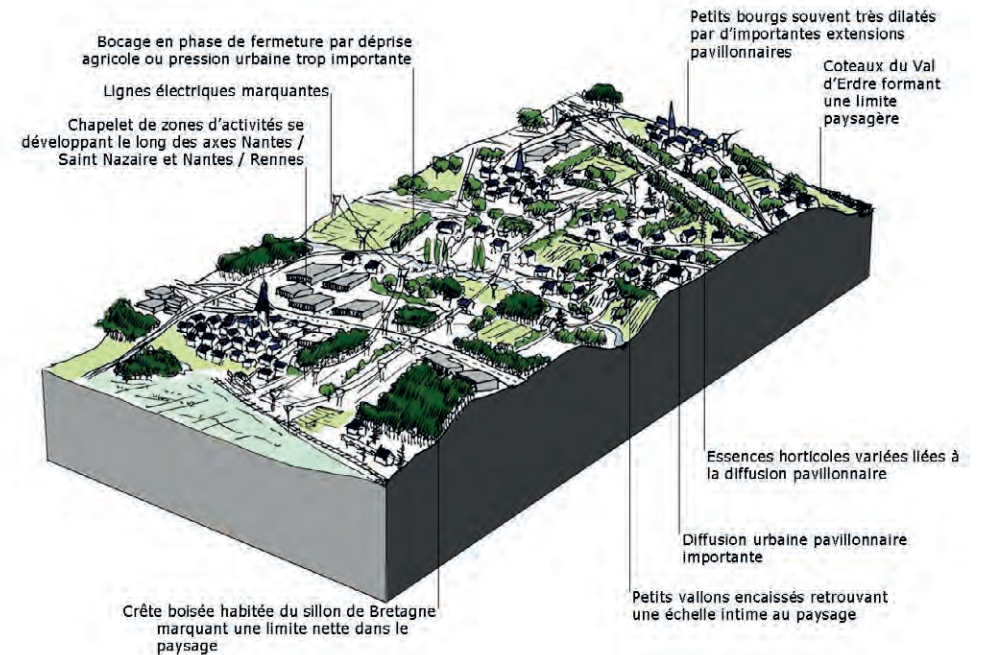 Petits bourgs souvent très dilatés
par d'importantes extensions
pavillonnaires
Bocage en phase de fermeture par déprise
agricole ou pression urbaine trop importante
Coteaux du Val
d'Erdre formant
une limite
paysagère
Lignes électriques marquantes
Chapelet de zones d'activités se
développant le long des axes Nantes /
Saint Nazaire et Nantes / Rennes
Essences horticoles variées liées à
la diffusion pavillonnaire
Diffusion urbaine pavillonnaire
importante
Petits vallons encaissés retrouvant
une échelle intime au paysage
Crête boisée habitée du sillon de Bretagne
marquant une limite nette dans le
paysage